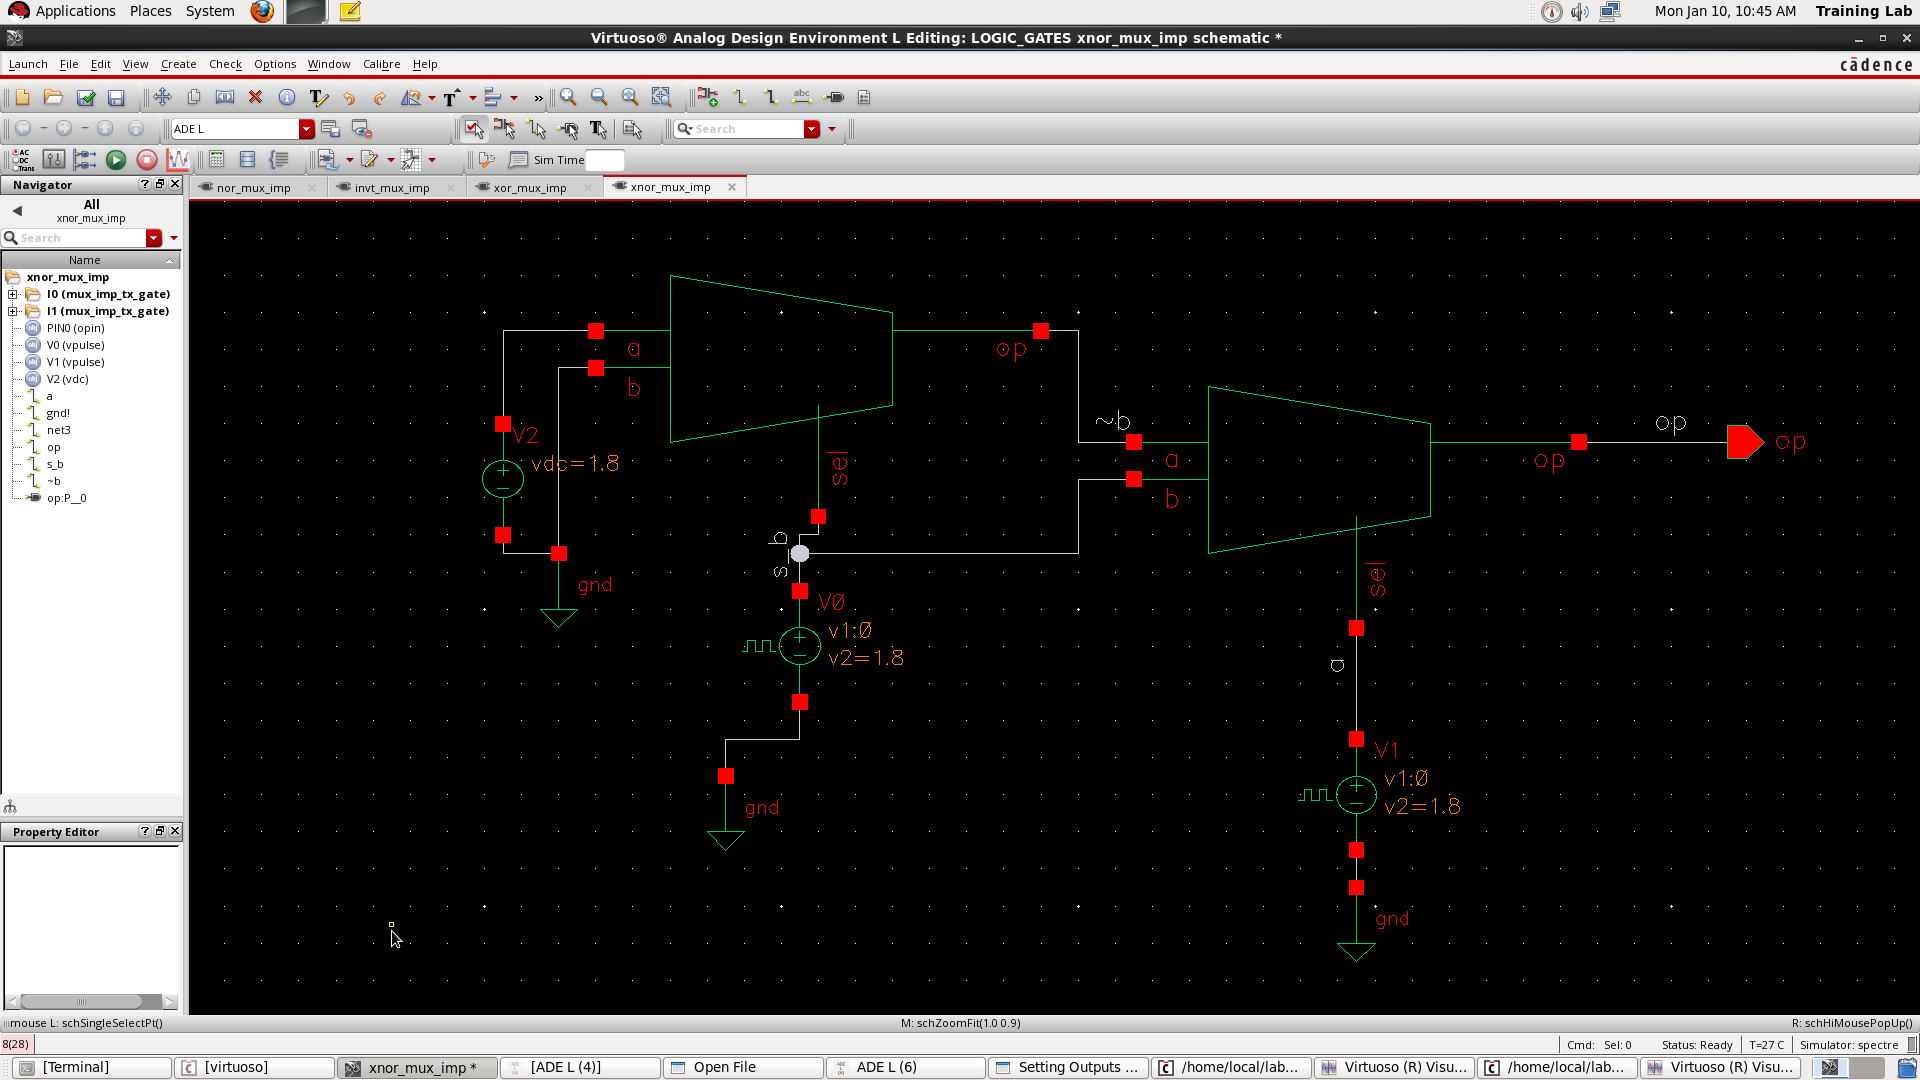 Applications Places System Mon Jan 10, 10:45 AM Training Lab
Virtuoso® Analog Design Environment L Editing: LOGIC_GATES xnor_mux_imp schematic *
Launch File Edit View Create Check Options Window Calibre Help cādence
T T » abc
ADE L T Search
AC DC Trans Sim Time
Navigator ?
nor_mux_imp invt_mux_imp xor_mux_imp xnor_mux_imp
All
xnor_mux_imp
Search
Name
xnor_mux_imp
I0 (mux_imp_tx_gate)
I1 (mux_imp_tx_gate)
PIN0 (opin)
V0 (vpulse)
V1 (vpulse)
V2 (vdc)
a
gnd!
net3
op
s_b
~b
op:P__0
Property Editor ?
a op
b
~b op
V2 op
vdc=1.8 sel a op
b
s_b
gnd sel
V0
v1:0
v2=1.8
a
V1
v1:0
gnd v2=1.8
gnd
mouse L: schSingleSelectPt() M: schZoomFit(1.0 0.9) R: schHiMousePopUp()
8(28) Cmd: Sel: 0 Status: Ready T=27 C Simulator: spectre
[Terminal] [virtuoso] xnor_mux_imp * [ADE L (4)] Open File ADE L (6) Setting Outputs ... /home/local/lab... Virtuoso (R) Visu... /home/local/lab... Virtuoso (R) Visu...